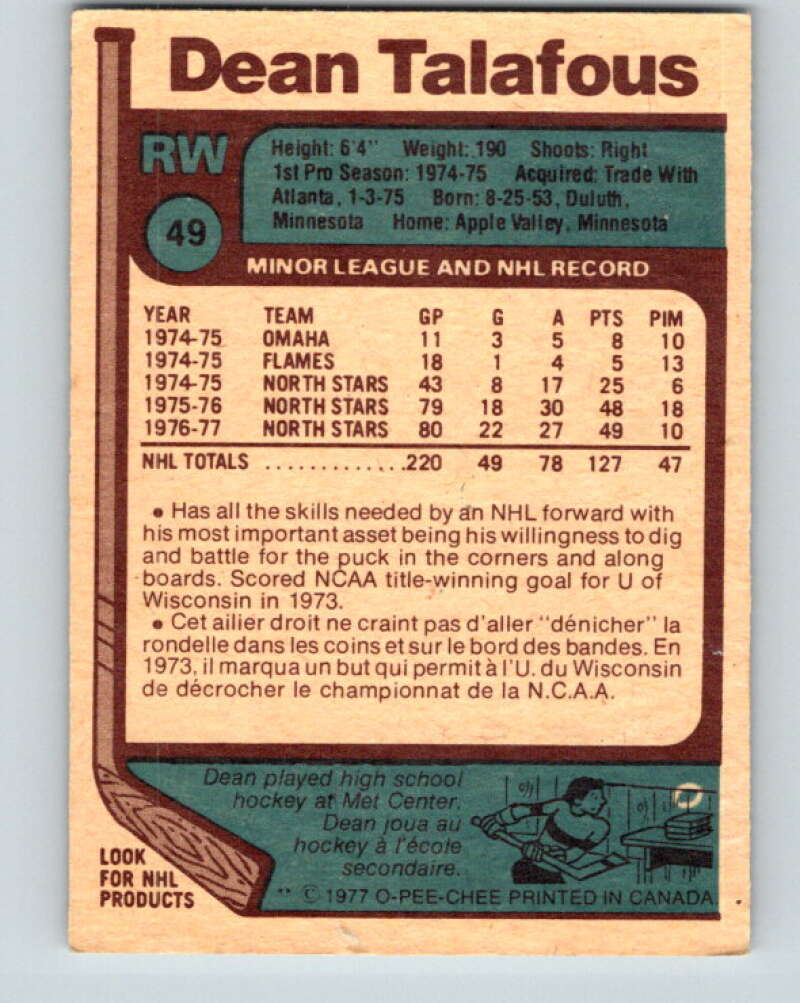 Dean Talafous
RW
49
Height: 6'4" Weight: 190 Shoots: Right
1st Pro Season: 1974-75 Acquired: Trade With
Atlanta, 1-3-75 Born: 8-25-53, Duluth,
Minnesota Home: Apple Valley, Minnesota
MINOR LEAGUE AND NHL RECORD
YEAR TEAM GP G A PTS PIM
1974-75 OMAHA 11 3 5 8 10
1974-75 FLAMES 18 1 4 5 13
1974-75 NORTH STARS 43 8 17 25 6
1975-76 NORTH STARS 79 18 30 48 18
1976-77 NORTH STARS 80 22 27 49 10
NHL TOTALS .............220 49 78 127 47
• Has all the skills needed by an NHL forward with
his most important asset being his willingness to dig
and battle for the puck in the corners and along
boards. Scored NCAA title-winning goal for U of
Wisconsin in 1973.
• Cet ailier droit ne craint pas d'aller "dénicher" la
rondelle dans les coins et sur le bord des bandes. En
1973, il marqua un but qui permit à l'U. du Wisconsin
de décrocher le championnat de la N.C.A.A.
Dean played high school
hockey at Met Center.
Dean joua au
hockey à l'école
secondaire.
LOOK
FOR NHL
PRODUCTS
** © 1977 O-PEE-CHEE PRINTED IN CANADA